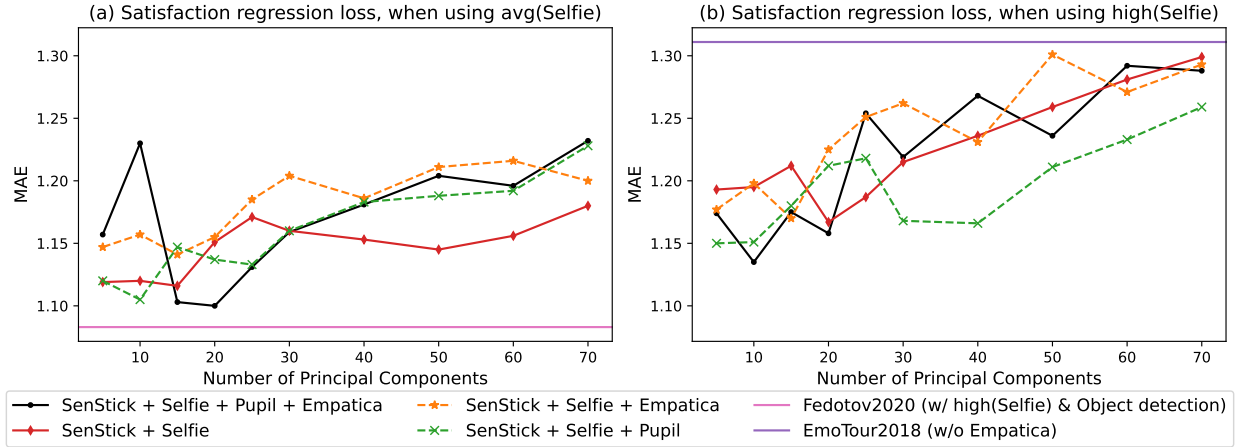 (a) Satisfaction regression loss, when using avg(Selfie)
MAE
1.30
1.25
1.20
1.15
1.10
10 20 30 40 50 60 70
Number of Principal Components
(b) Satisfaction regression loss, when using high(Selfie)
MAE
1.30
1.25
1.20
1.15
1.10
10 20 30 40 50 60 70
Number of Principal Components
SenStick + Selfie + Pupil + Empatica
SenStick + Selfie
SenStick + Selfie + Empatica
SenStick + Selfie + Pupil
Fedotov2020 (w/ high(Selfie) & Object detection)
EmoTour2018 (w/o Empatica)